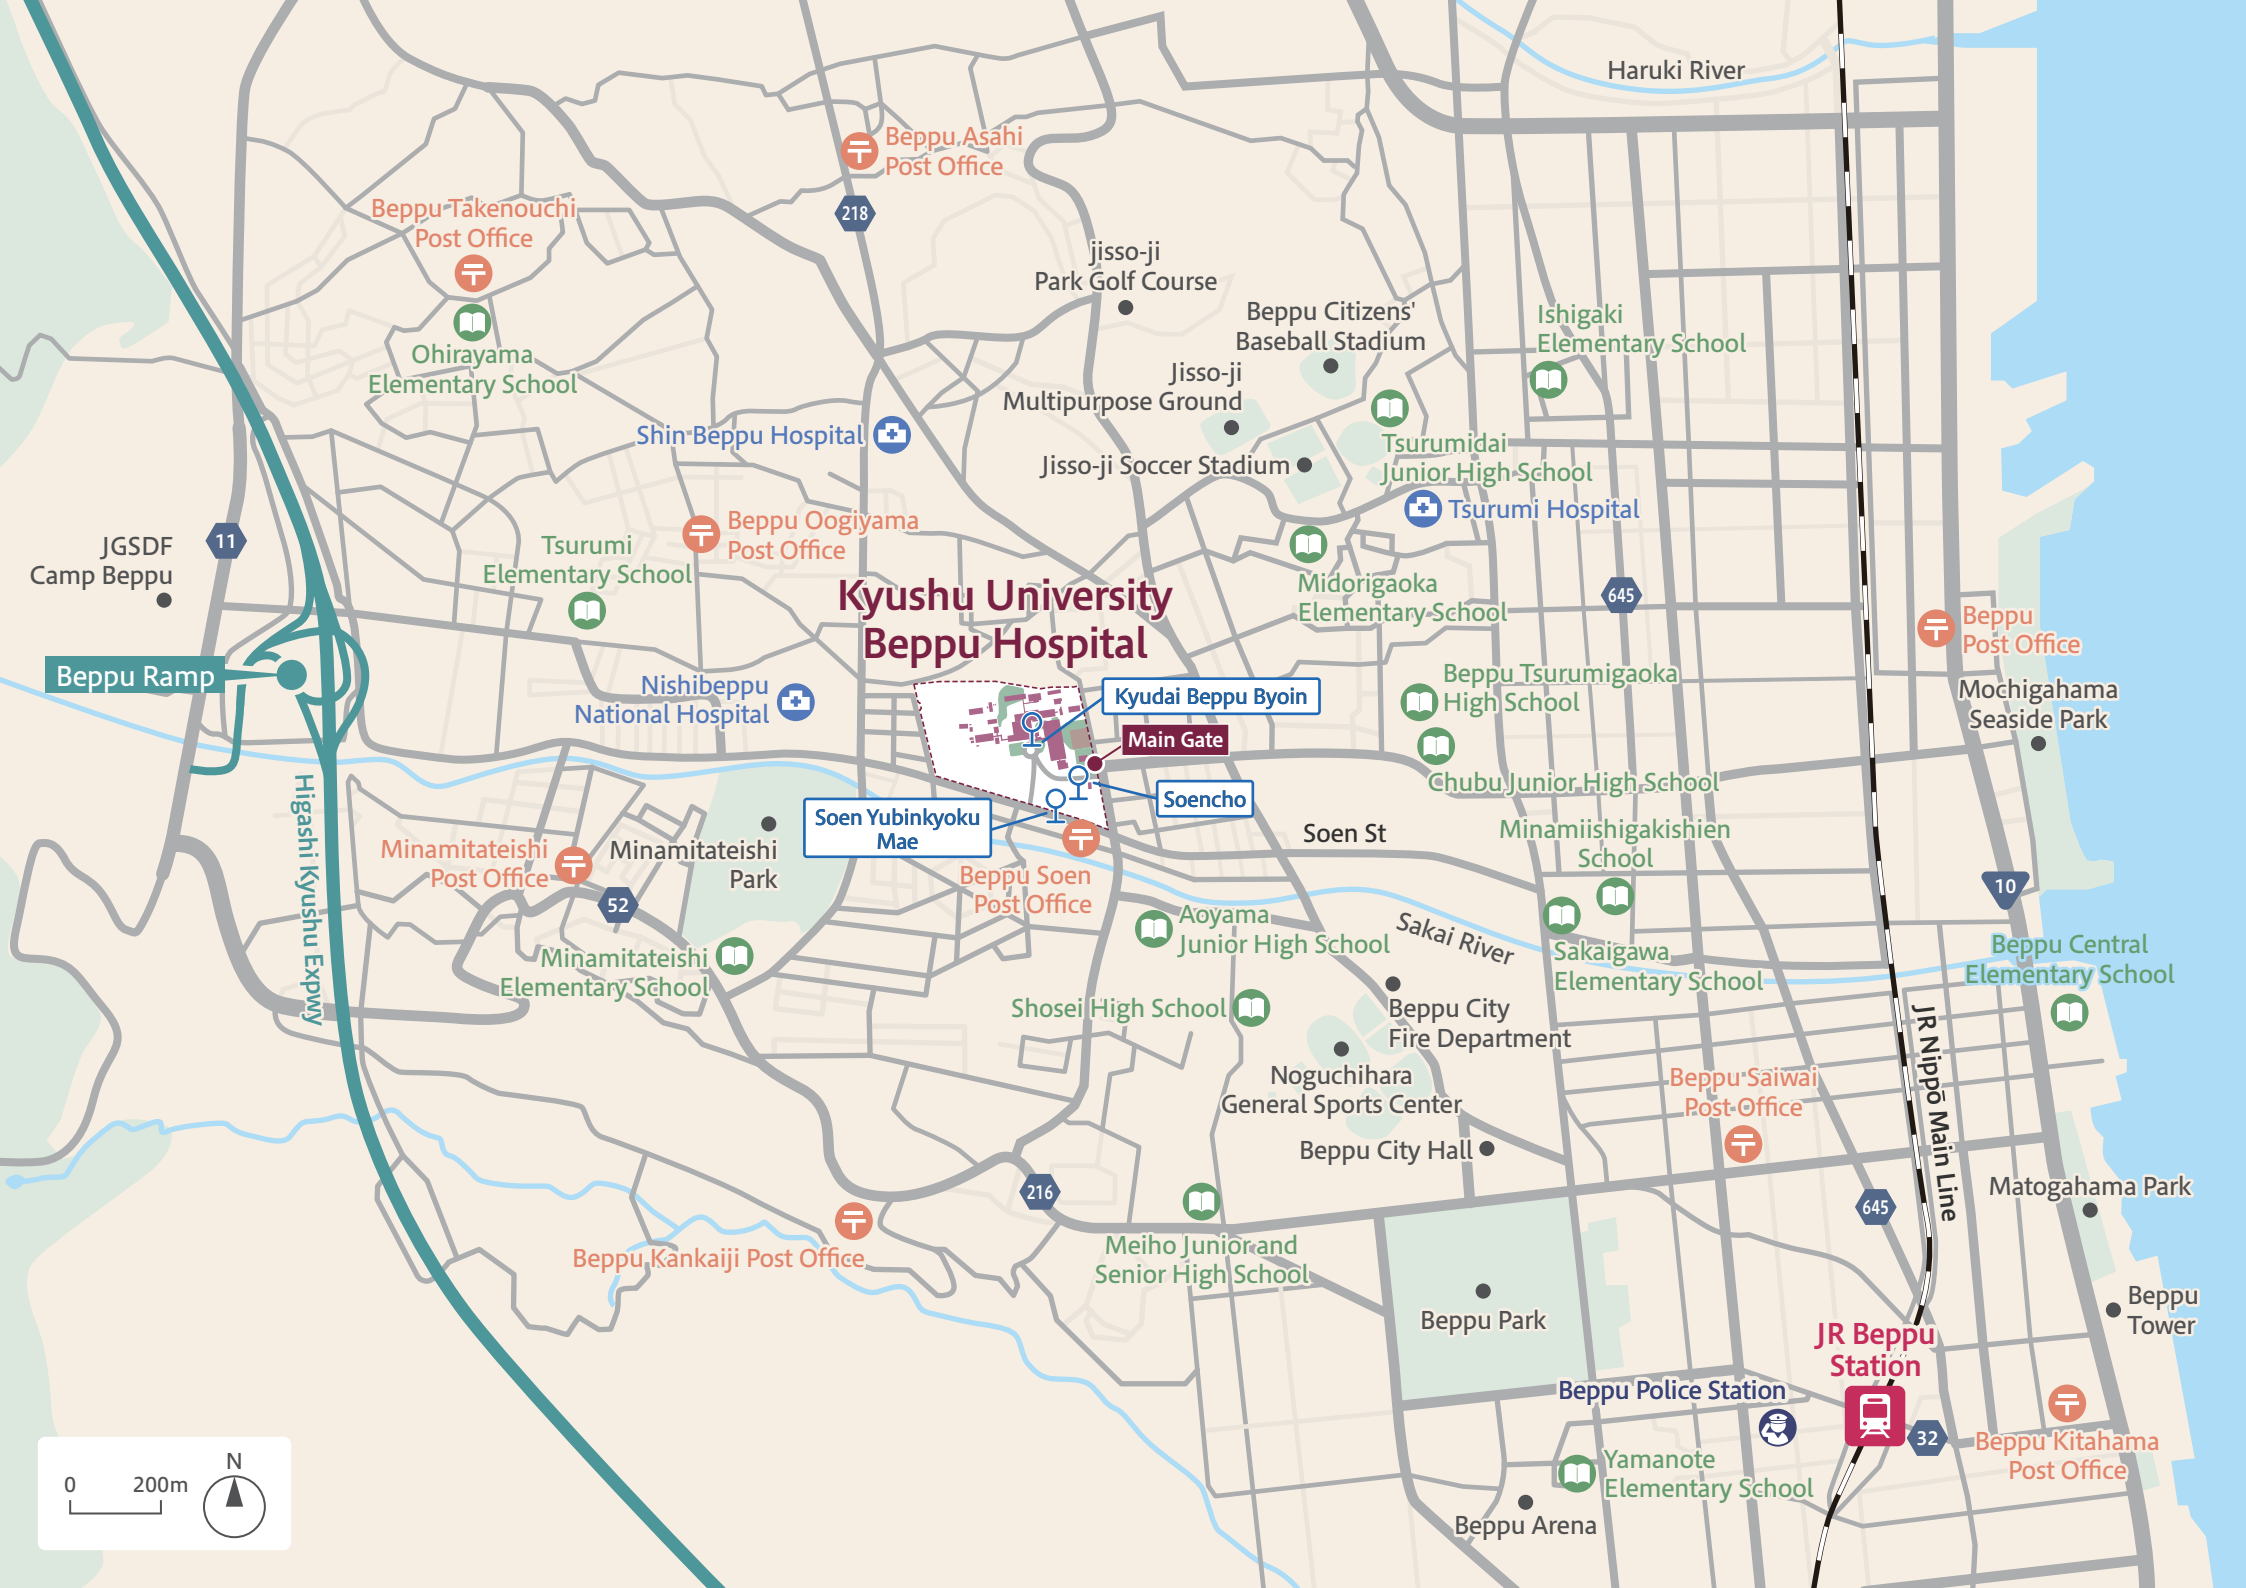 Haruki River
Beppu Asahi
Post Office
Beppu Takenouchi
Post Office
218
jisso-ji
Park Golf Course
Beppu Citizens'
Baseball Stadium
Ishigaki
Elementary School
Ohirayama
Elementary School
Jisso-ji
Multipurpose Ground
Shin Beppu Hospital
Tsurumidai
Junior High School
Jisso-ji Soccer Stadium
Tsurumi Hospital
Beppu Oogiyama
Post Office
11
JGSDF
Camp Beppu
Tsurumi
Elementary School
Kyushu University
Beppu Hospital
Midorigaoka
Elementary School
645
Beppu
Post Office
Beppu Ramp
Nishibeppu
National Hospital
Kyudai Beppu Byoin
Beppu Tsurumigaoka
High School
Mochigahama
Seaside Park
Main Gate
Chubu Junior High School
Higashi Kyushu Expwy
Soencho
Soen Yubinkyoku
Mae
Soen St
Minamiishigakishien
School
Minamitateishi
Post Office
Minamitateishi
Park
Beppu Soen
Post Office
10
52
Aoyama
Junior High School
Sakai River
Sakaigawa
Elementary School
Beppu Central
Elementary School
Minamitateishi
Elementary School
Shosei High School
Beppu City
Fire Department
JR Nippō Main Line
Noguchihara
General Sports Center
Beppu Saiwai
Post Office
Beppu City Hall
216
645
Matogahama Park
Beppu Kankaiji Post Office
Meiho Junior and
Senior High School
Beppu Park
Beppu
Tower
JR Beppu
Station
Beppu Police Station
32
Beppu Kitahama
Post Office
Yamanote
Elementary School
Beppu Arena
0 200m
N